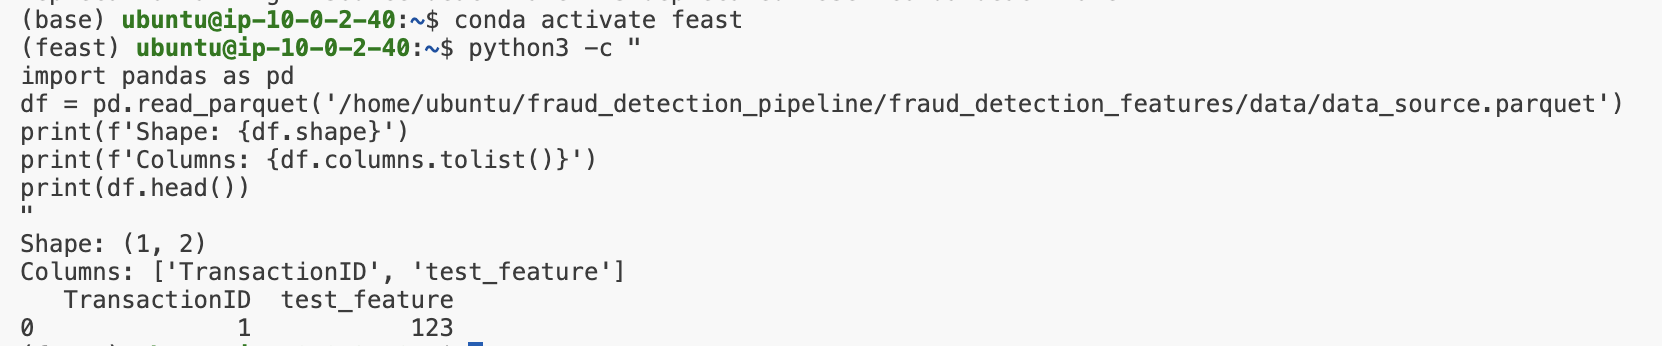 (base) ubuntu@ip-10-0-2-40:~$ conda activate feast
(feast) ubuntu@ip-10-0-2-40:~$ python3 -c "
import pandas as pd
df = pd.read_parquet('/home/ubuntu/fraud_detection_pipeline/fraud_detection_features/data/data_source.parquet')
print(f'Shape: {df.shape}')
print(f'Columns: {df.columns.tolist()}')
print(df.head())
"
Shape: (1, 2)
Columns: ['TransactionID', 'test_feature']
   TransactionID  test_feature
0              1           123